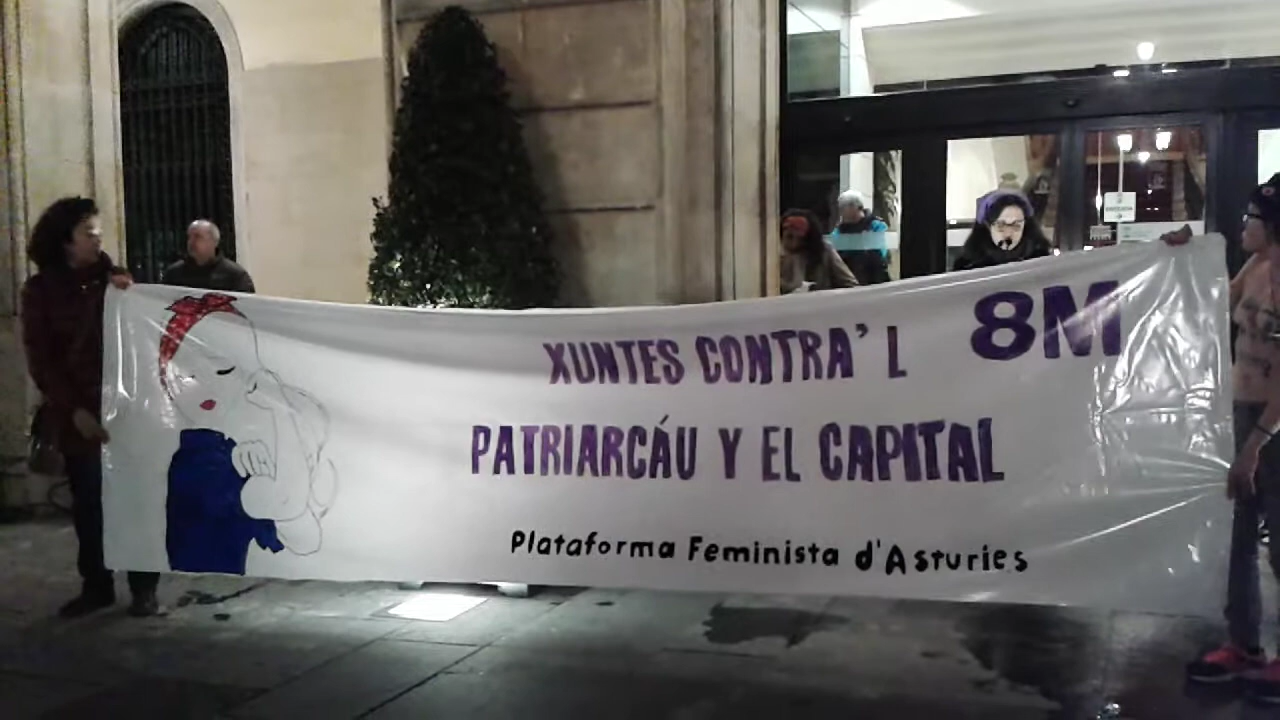 8M
XUNTES CONTRA' L
PATRIARCÁU Y EL CAPITAL
Plataforma Feminista d'Asturies